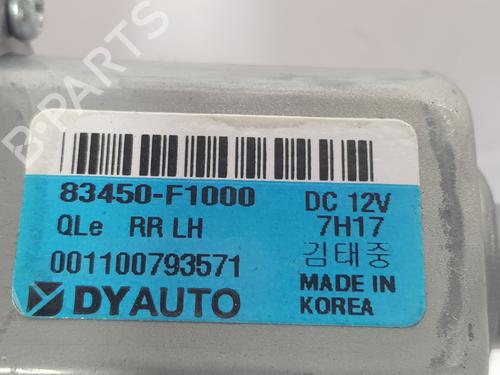 83450-F1000 DC 12V
QLe RR LH 7H17
001100793571 김태중
DYAUTO MADE IN
KOREA
B-PARTS